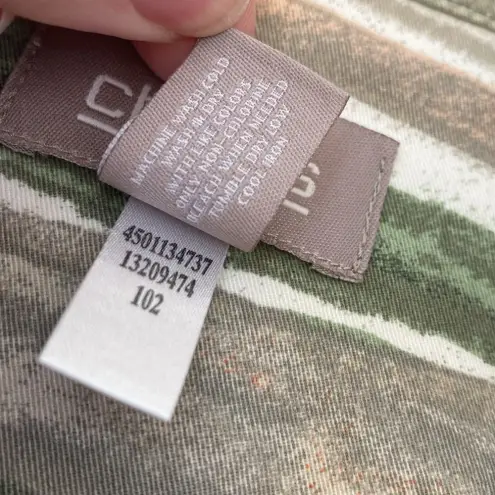 MACHINE WASH COLD
WASH & DRY
WITH LIKE COLORS
ONLY NON-CHLORINE
BLEACH WHEN NEEDED
TUMBLE DRY LOW
COOL IRON
4501134737
13209474
102